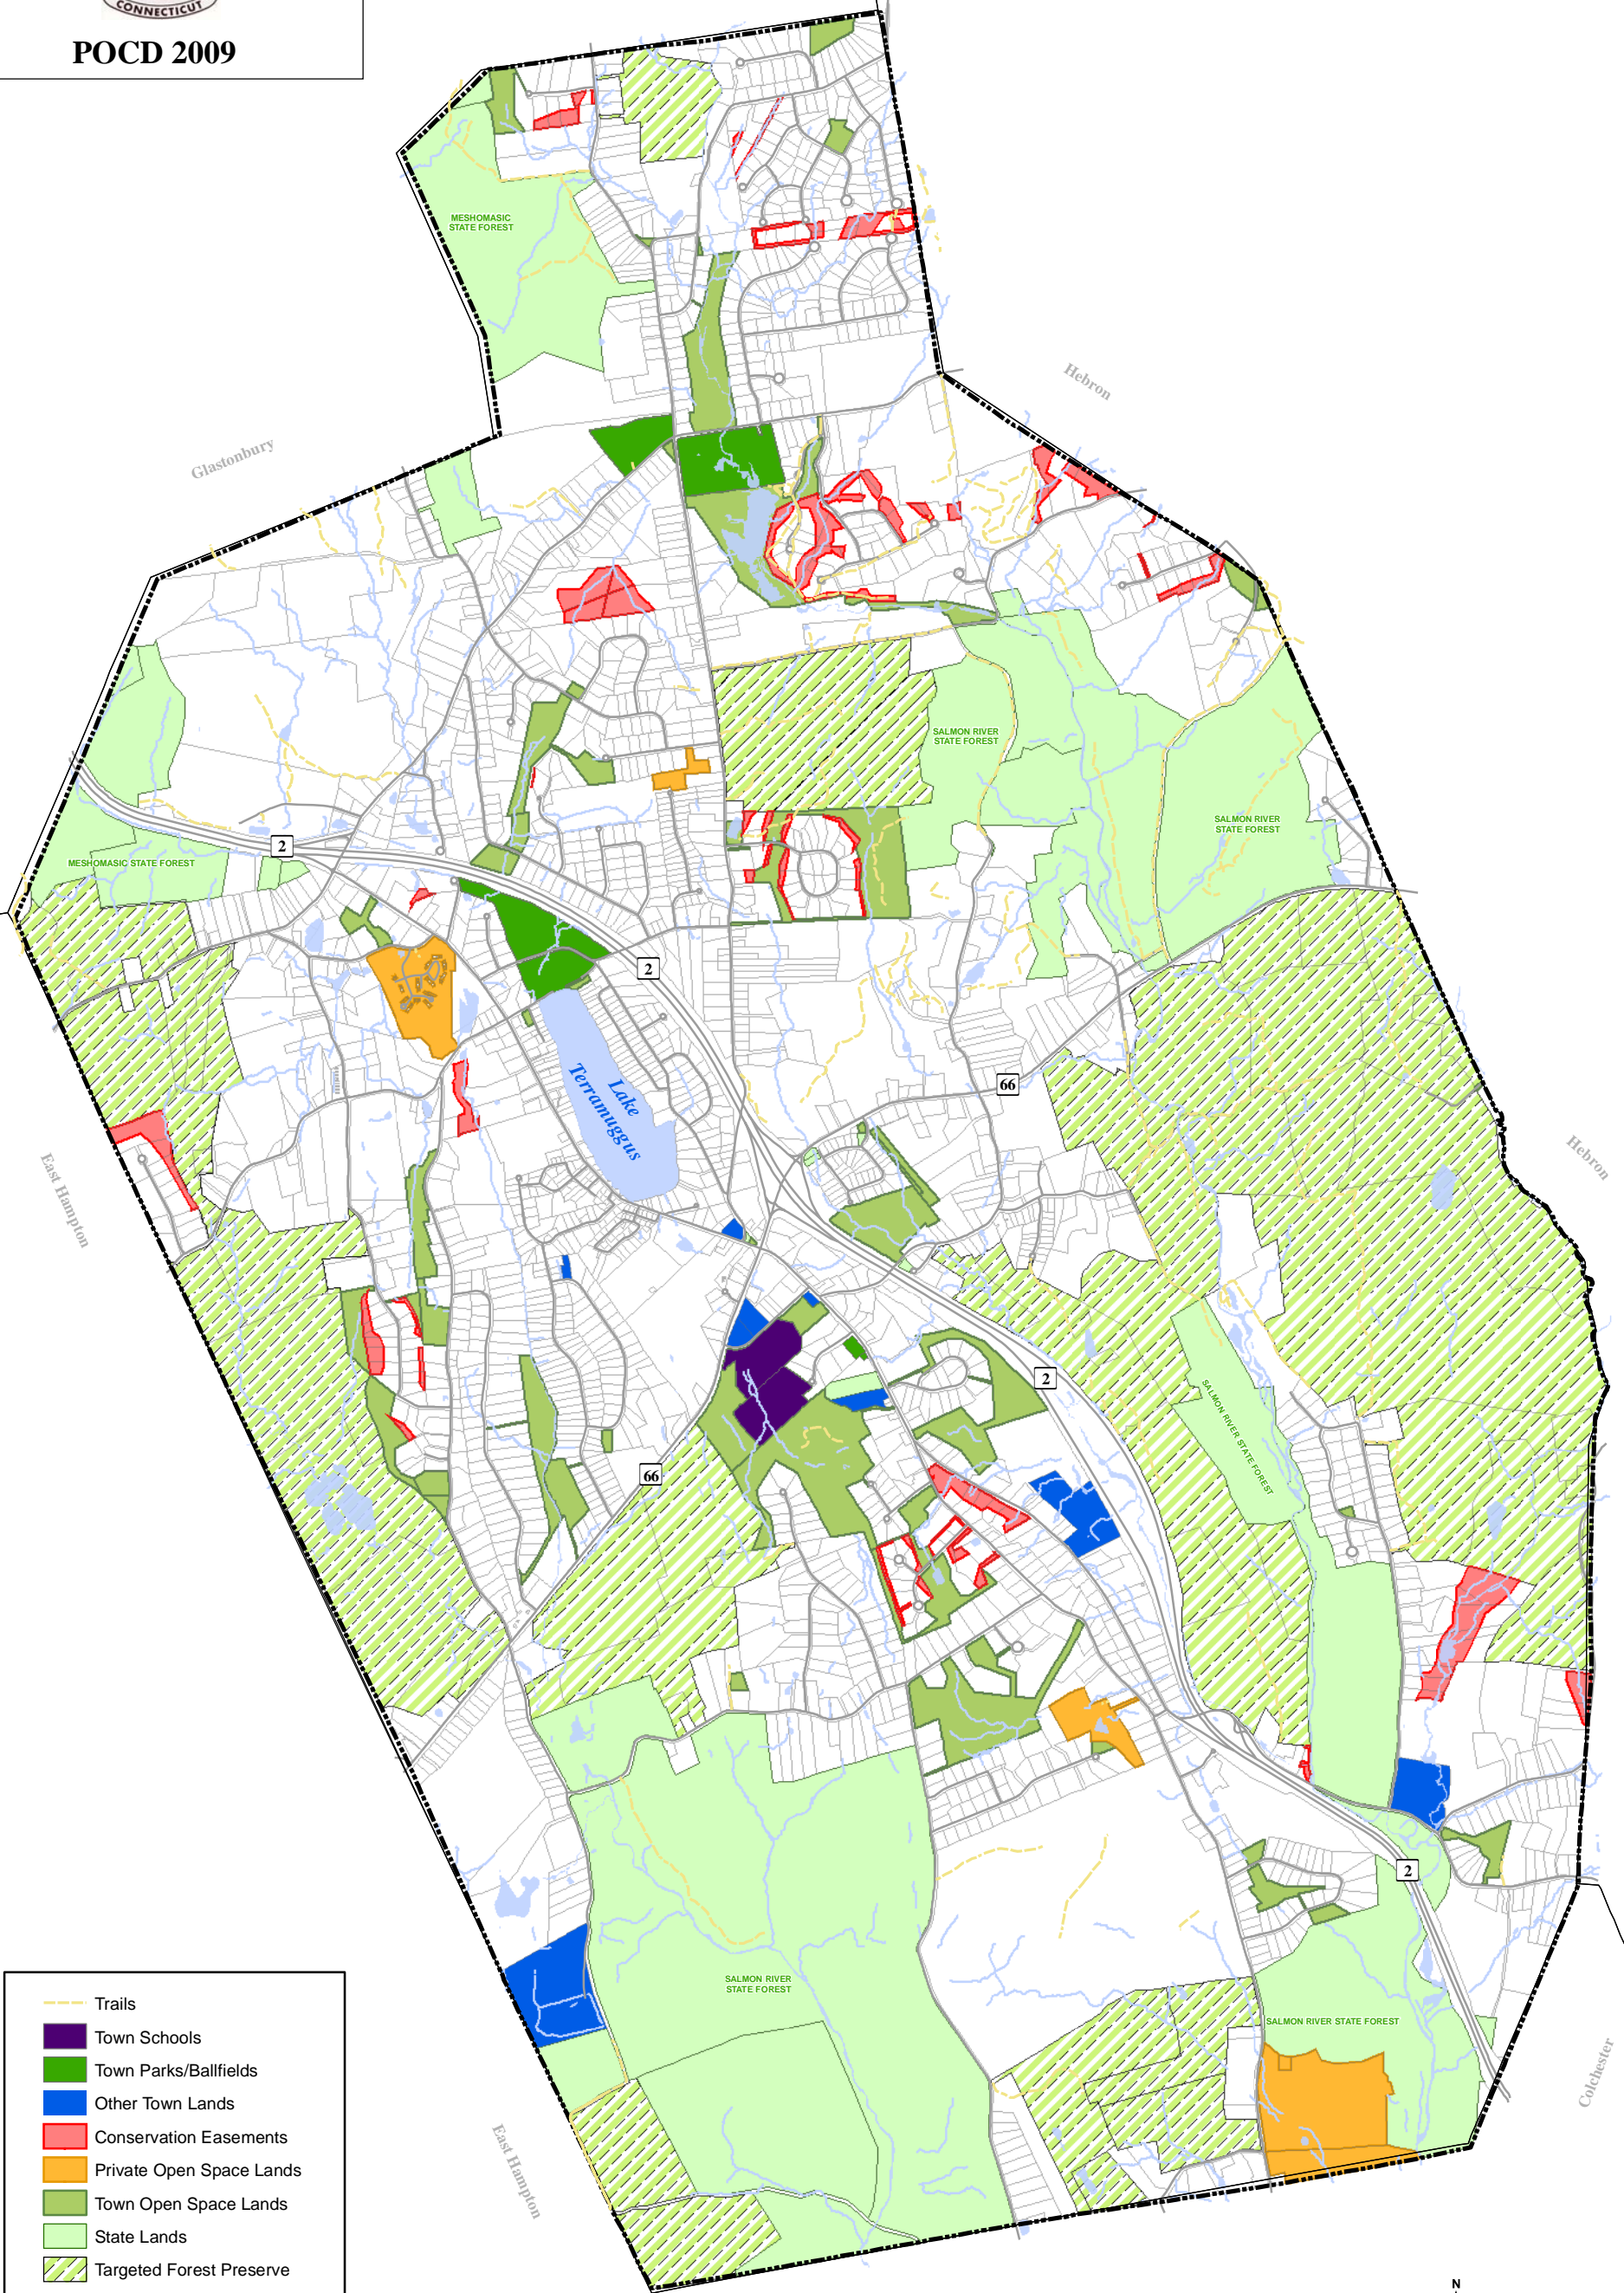 CONNECTICUT
POCD 2009
MESHOMASIC
STATE FOREST
Hebron
Glastonbury
SALMON RIVER
STATE FOREST
SALMON RIVER
STATE FOREST
2
MESHOMASIC STATE FOREST
2
66
Lake
Terramuggus
East Hampton
Hebron
2
SALMON RIVER STATE FOREST
66
2
SALMON RIVER
STATE FOREST
SALMON RIVER STATE FOREST
Colchester
East Hampton
Trails
Town Schools
Town Parks/Ballfields
Other Town Lands
Conservation Easements
Private Open Space Lands
Town Open Space Lands
State Lands
Targeted Forest Preserve
N